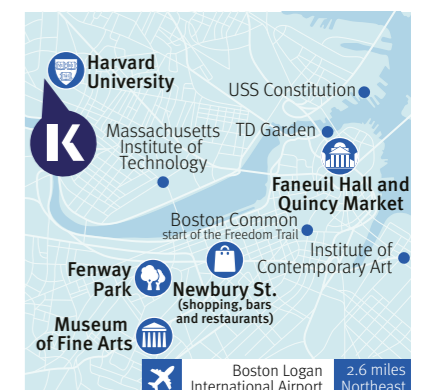 Harvard
University
USS Constitution
K
Massachusetts
Institute of
Technology
TD Garden
Faneuil Hall and
Quincy Market
Boston Common
start of the Freedom Trail
Institute of
Contemporary Art
Fenway
Park
Newbury St.
(shopping, bars
and restaurants)
Museum
of Fine Arts
Boston Logan
International Airport
2.6 miles
Northeast